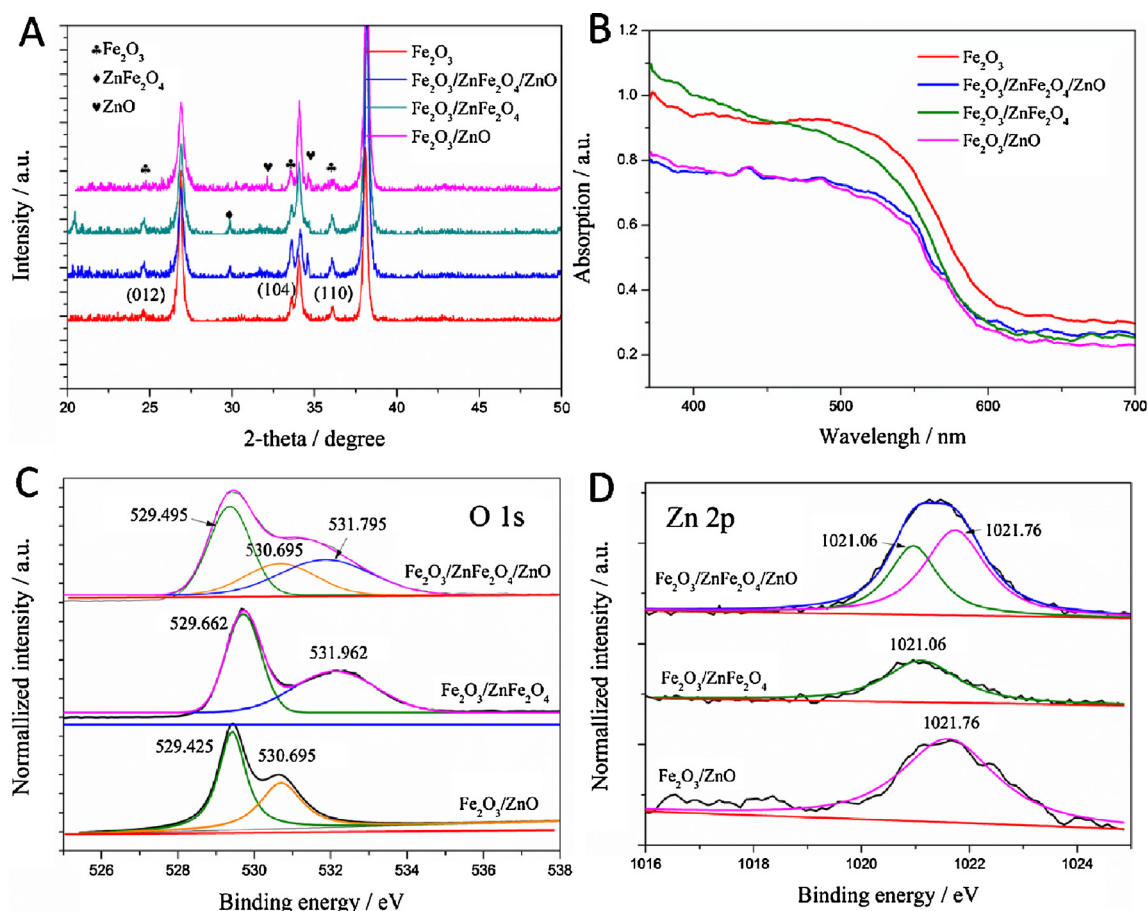 A
♣Fe₂O₃
♦ZnFe₂O₄
♥ZnO
Fe₂O₃
Fe₂O₃/ZnFe₂O₄/ZnO
Fe₂O₃/ZnFe₂O₄
Fe₂O₃/ZnO
♣
♥
♣
♥
♣
♦
(012)
(104)
(110)
Intensity / a.u.
20
25
30
35
40
45
50
2-theta / degree
B
Fe₂O₃
Fe₂O₃/ZnFe₂O₄/ZnO
Fe₂O₃/ZnFe₂O₄
Fe₂O₃/ZnO
Absorption / a.u.
1.2
1.0
0.8
0.6
0.4
0.2
400
500
600
700
Wavelengh / nm
C
O 1s
529.495
530.695
531.795
Fe₂O₃/ZnFe₂O₄/ZnO
529.662
531.962
Fe₂O₃/ZnFe₂O₄
529.425
530.695
Fe₂O₃/ZnO
Normallized intensity / a.u.
526
528
530
532
534
536
538
Binding energy / eV
D
Zn 2p
1021.06
1021.76
Fe₂O₃/ZnFe₂O₄/ZnO
1021.06
Fe₂O₃/ZnFe₂O₄
1021.76
Fe₂O₃/ZnO
Normallized intensity / a.u.
1016
1018
1020
1022
1024
Binding energy / eV